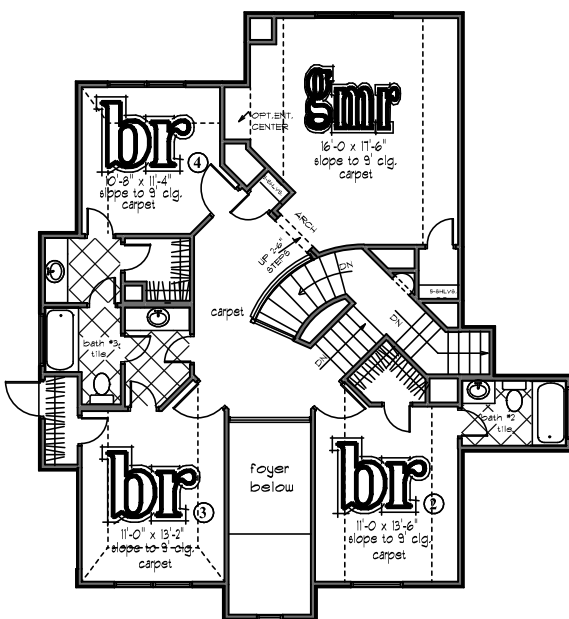 gmr
OPT.ENT.
CENTER
16'-0 x 17'-6"
slope to 9' clg.
carpet
br
4
10'-8" x 11'-4"
slope to 9' clg.
carpet
SHLVS.
ARCH
UP 2'-6"
STEPS
DN
5-SHLVS.
carpet
DN
DN
bath #3
tile
bath #2
tile
foyer
below
br
3
11'-0" x 13'-2"
slope to 9' clg.
carpet
br
2
11'-0 x 13'-6"
slope to 9' clg.
carpet